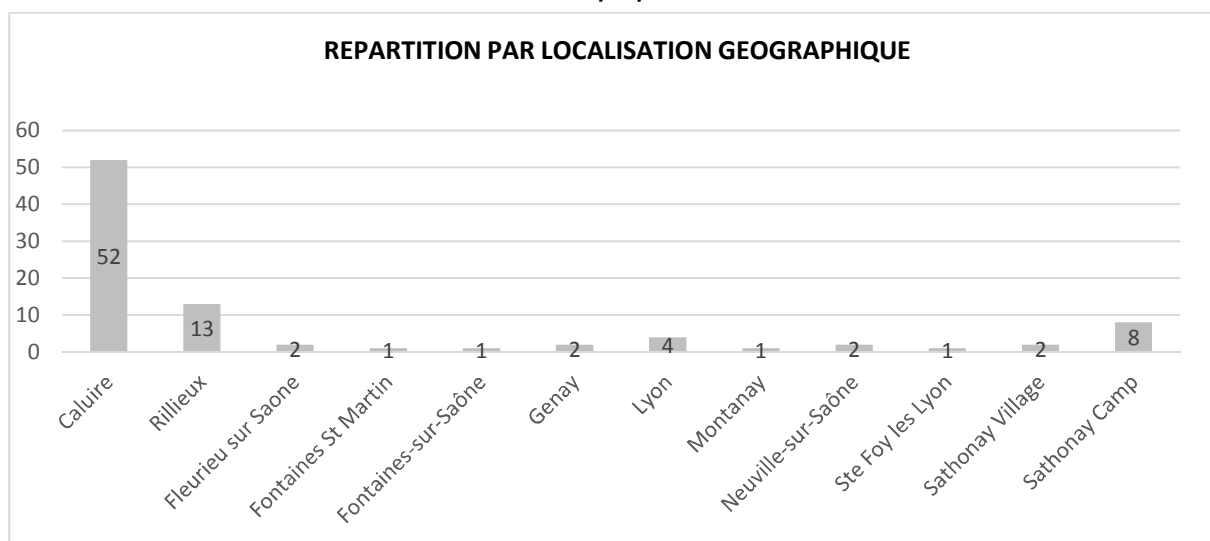 REPARTITION PAR LOCALISATION GEOGRAPHIQUE
60
50
40
30
20
10
0
52
13
2
1
1
2
4
1
2
1
2
8
Caluire
Rillieux
Fleurieu sur Saone
Fontaines St Martin
Fontaines-sur-Saône
Genay
Lyon
Montanay
Neuville-sur-Saône
Ste Foy les Lyon
Sathonay Village
Sathonay Camp